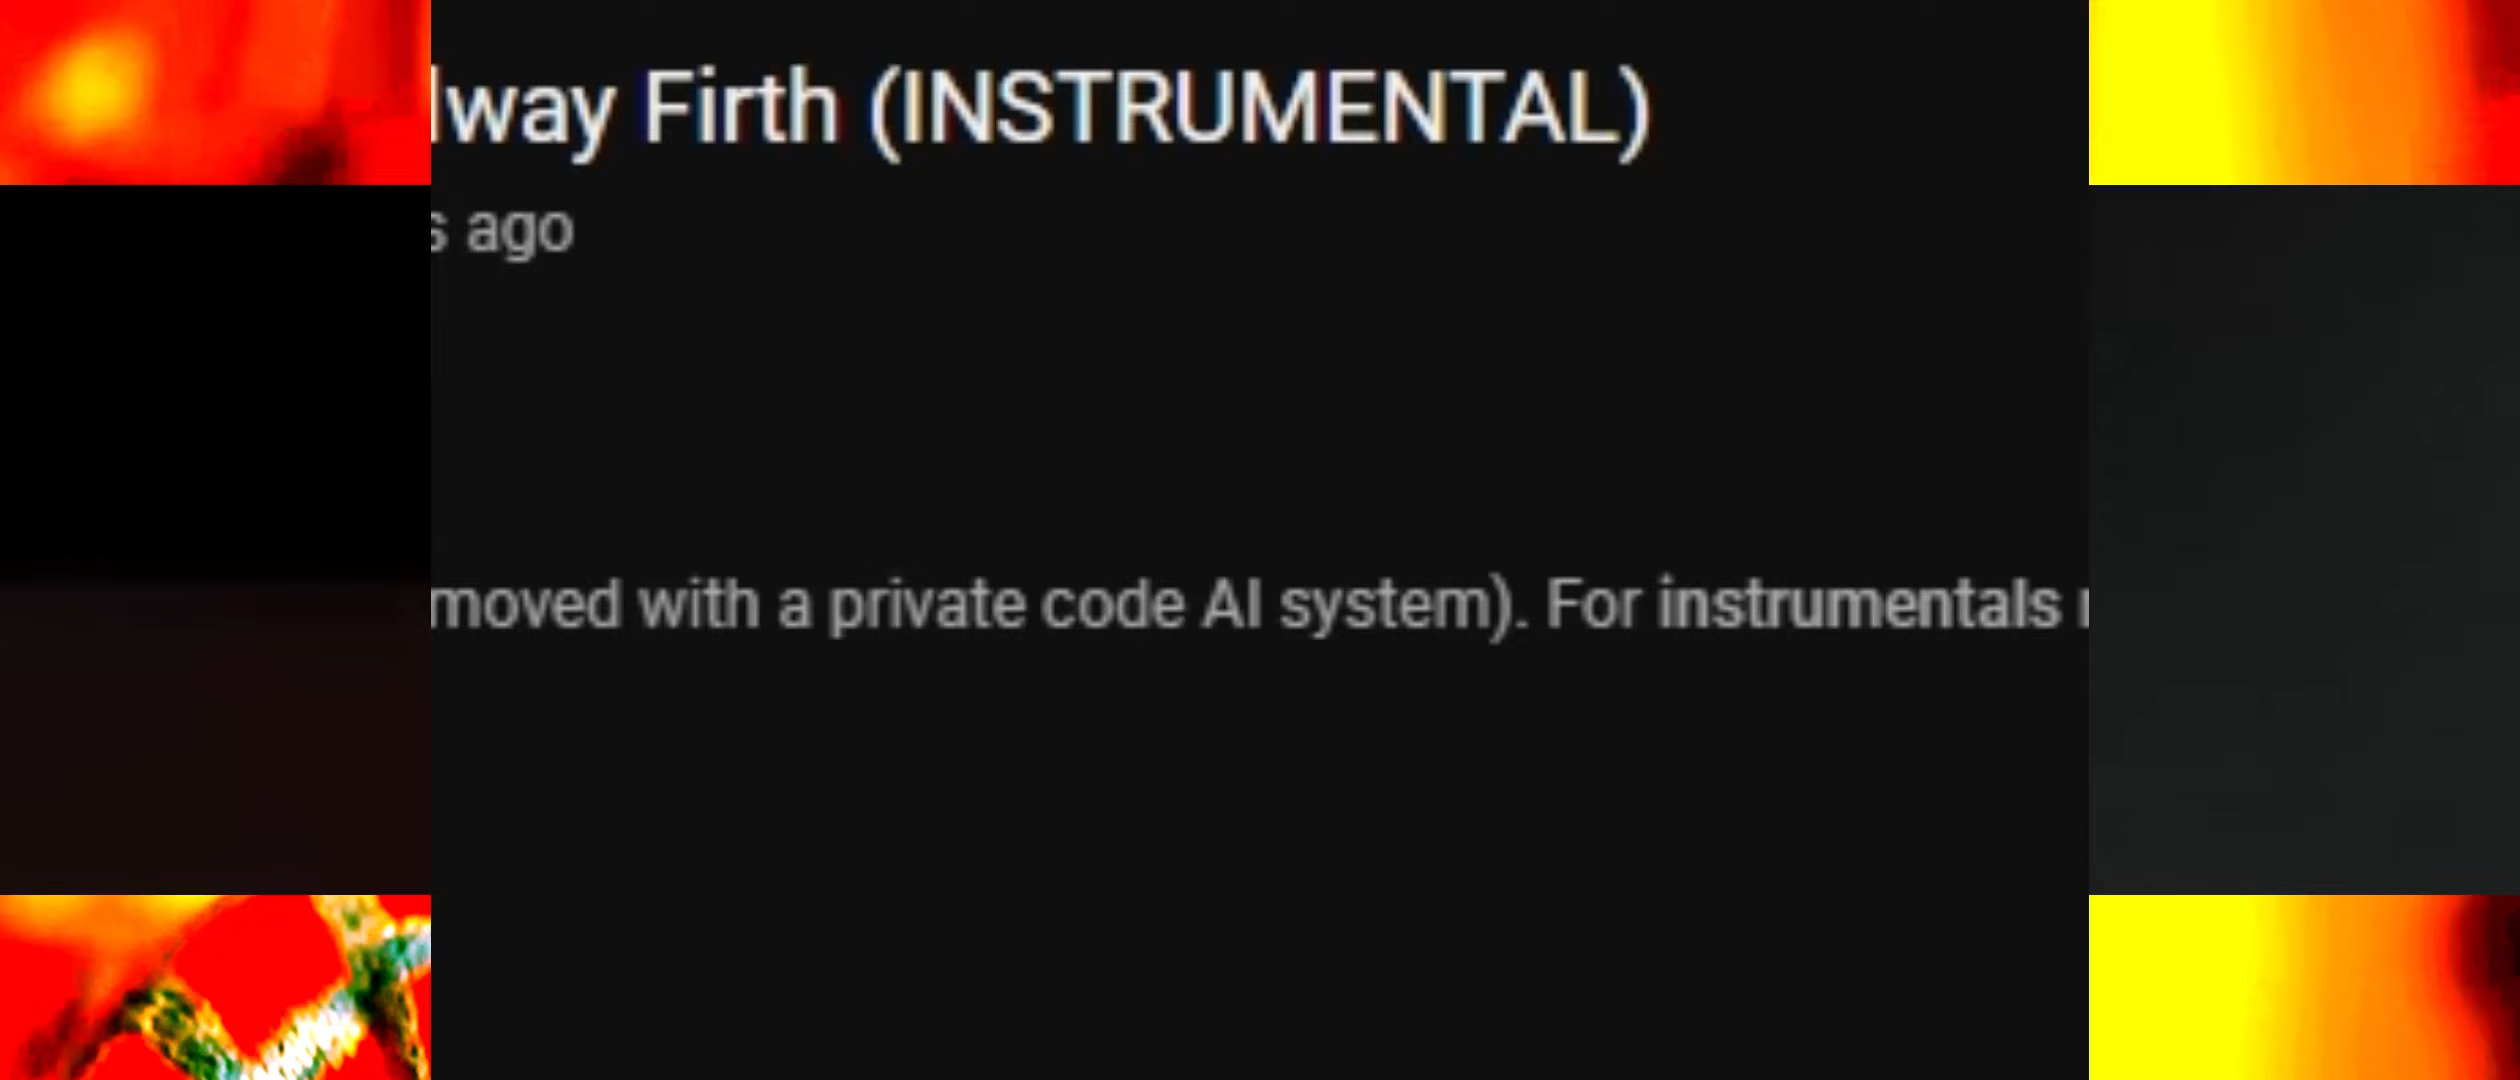 lway Firth (INSTRUMENTAL)
s ago
moved with a private code AI system). For instrumentals